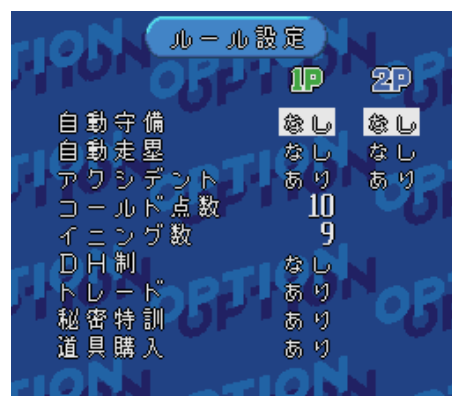 ルール設定
1P 2P
自動守備 なし なし
自動走塁 なし なし
アクシデント あり あり
コールド点数 10
イニング数 9
DH制 なし
トレード あり
秘密特訓 あり
道具購入 あり